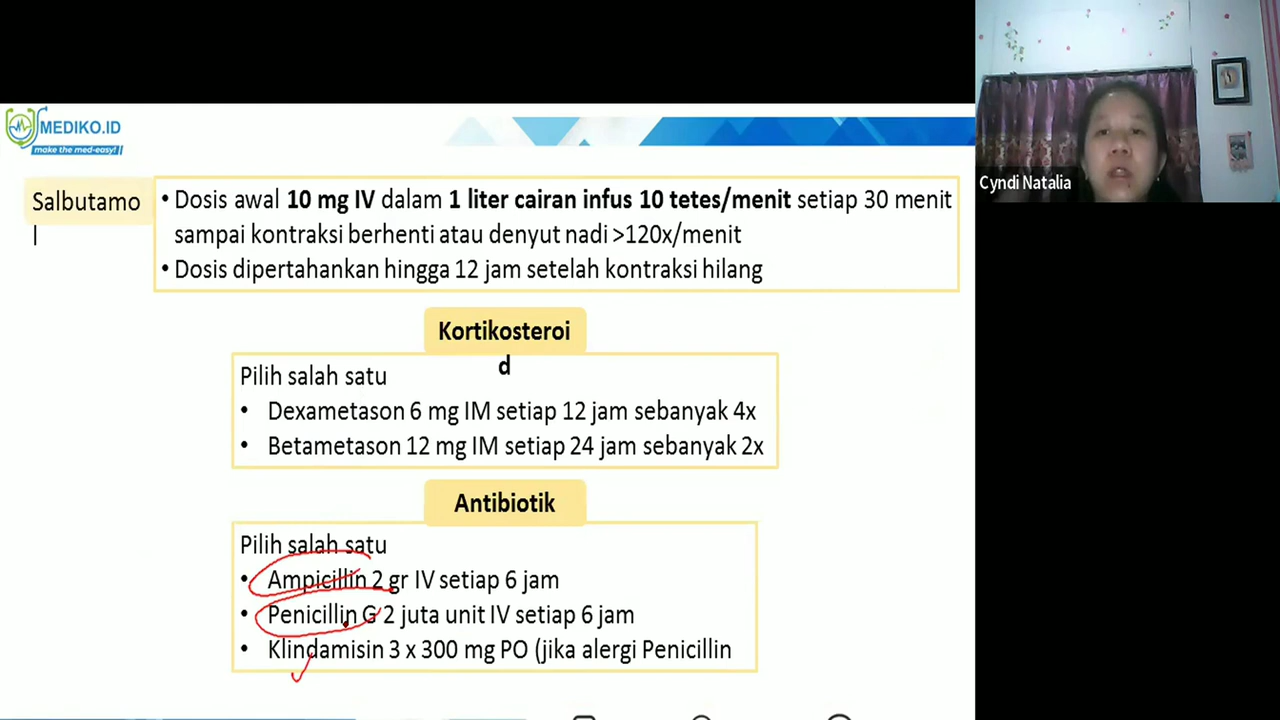 MEDIKO.ID
make the med-easy!
Salbutamo
l
• Dosis awal 10 mg IV dalam 1 liter cairan infus 10 tetes/menit setiap 30 menit
sampai kontraksi berhenti atau denyut nadi >120x/menit
• Dosis dipertahankan hingga 12 jam setelah kontraksi hilang
Kortikosteroi
d
Pilih salah satu
• Dexametason 6 mg IM setiap 12 jam sebanyak 4x
• Betametason 12 mg IM setiap 24 jam sebanyak 2x
Antibiotik
Pilih salah satu
• Ampicillin 2 gr IV setiap 6 jam
• Penicillin G 2 juta unit IV setiap 6 jam
• Klindamisin 3 x 300 mg PO (jika alergi Penicillin
Cyndi Natalia